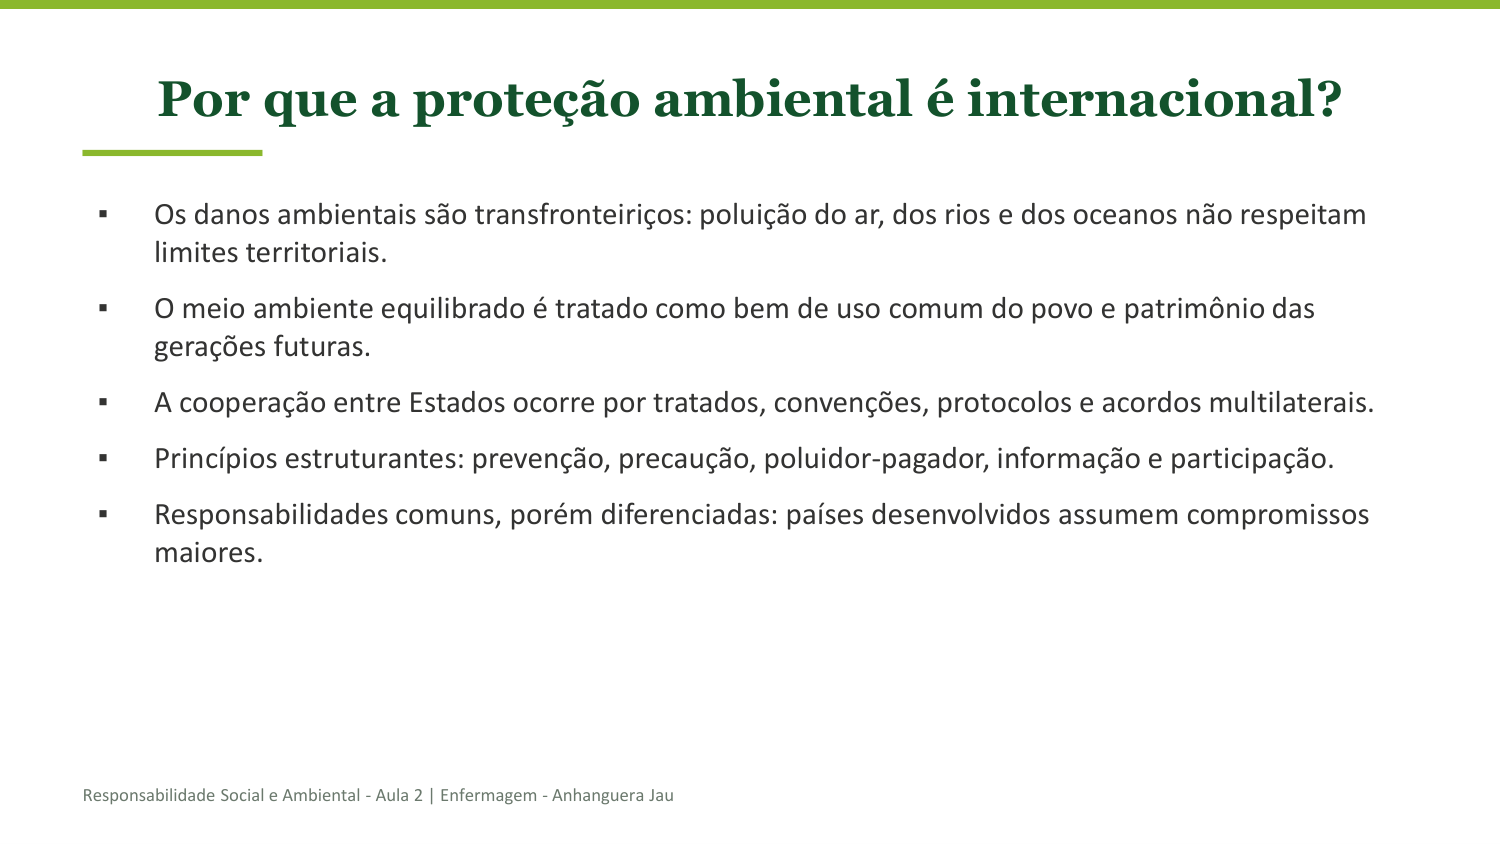 Por que a proteção ambiental é internacional?
▪ Os danos ambientais são transfronteiriços: poluição do ar, dos rios e dos oceanos não respeitam
limites territoriais.
▪ O meio ambiente equilibrado é tratado como bem de uso comum do povo e patrimônio das
gerações futuras.
▪ A cooperação entre Estados ocorre por tratados, convenções, protocolos e acordos multilaterais.
▪ Princípios estruturantes: prevenção, precaução, poluidor-pagador, informação e participação.
▪ Responsabilidades comuns, porém diferenciadas: países desenvolvidos assumem compromissos
maiores.
Responsabilidade Social e Ambiental - Aula 2 | Enfermagem - Anhanguera Jau